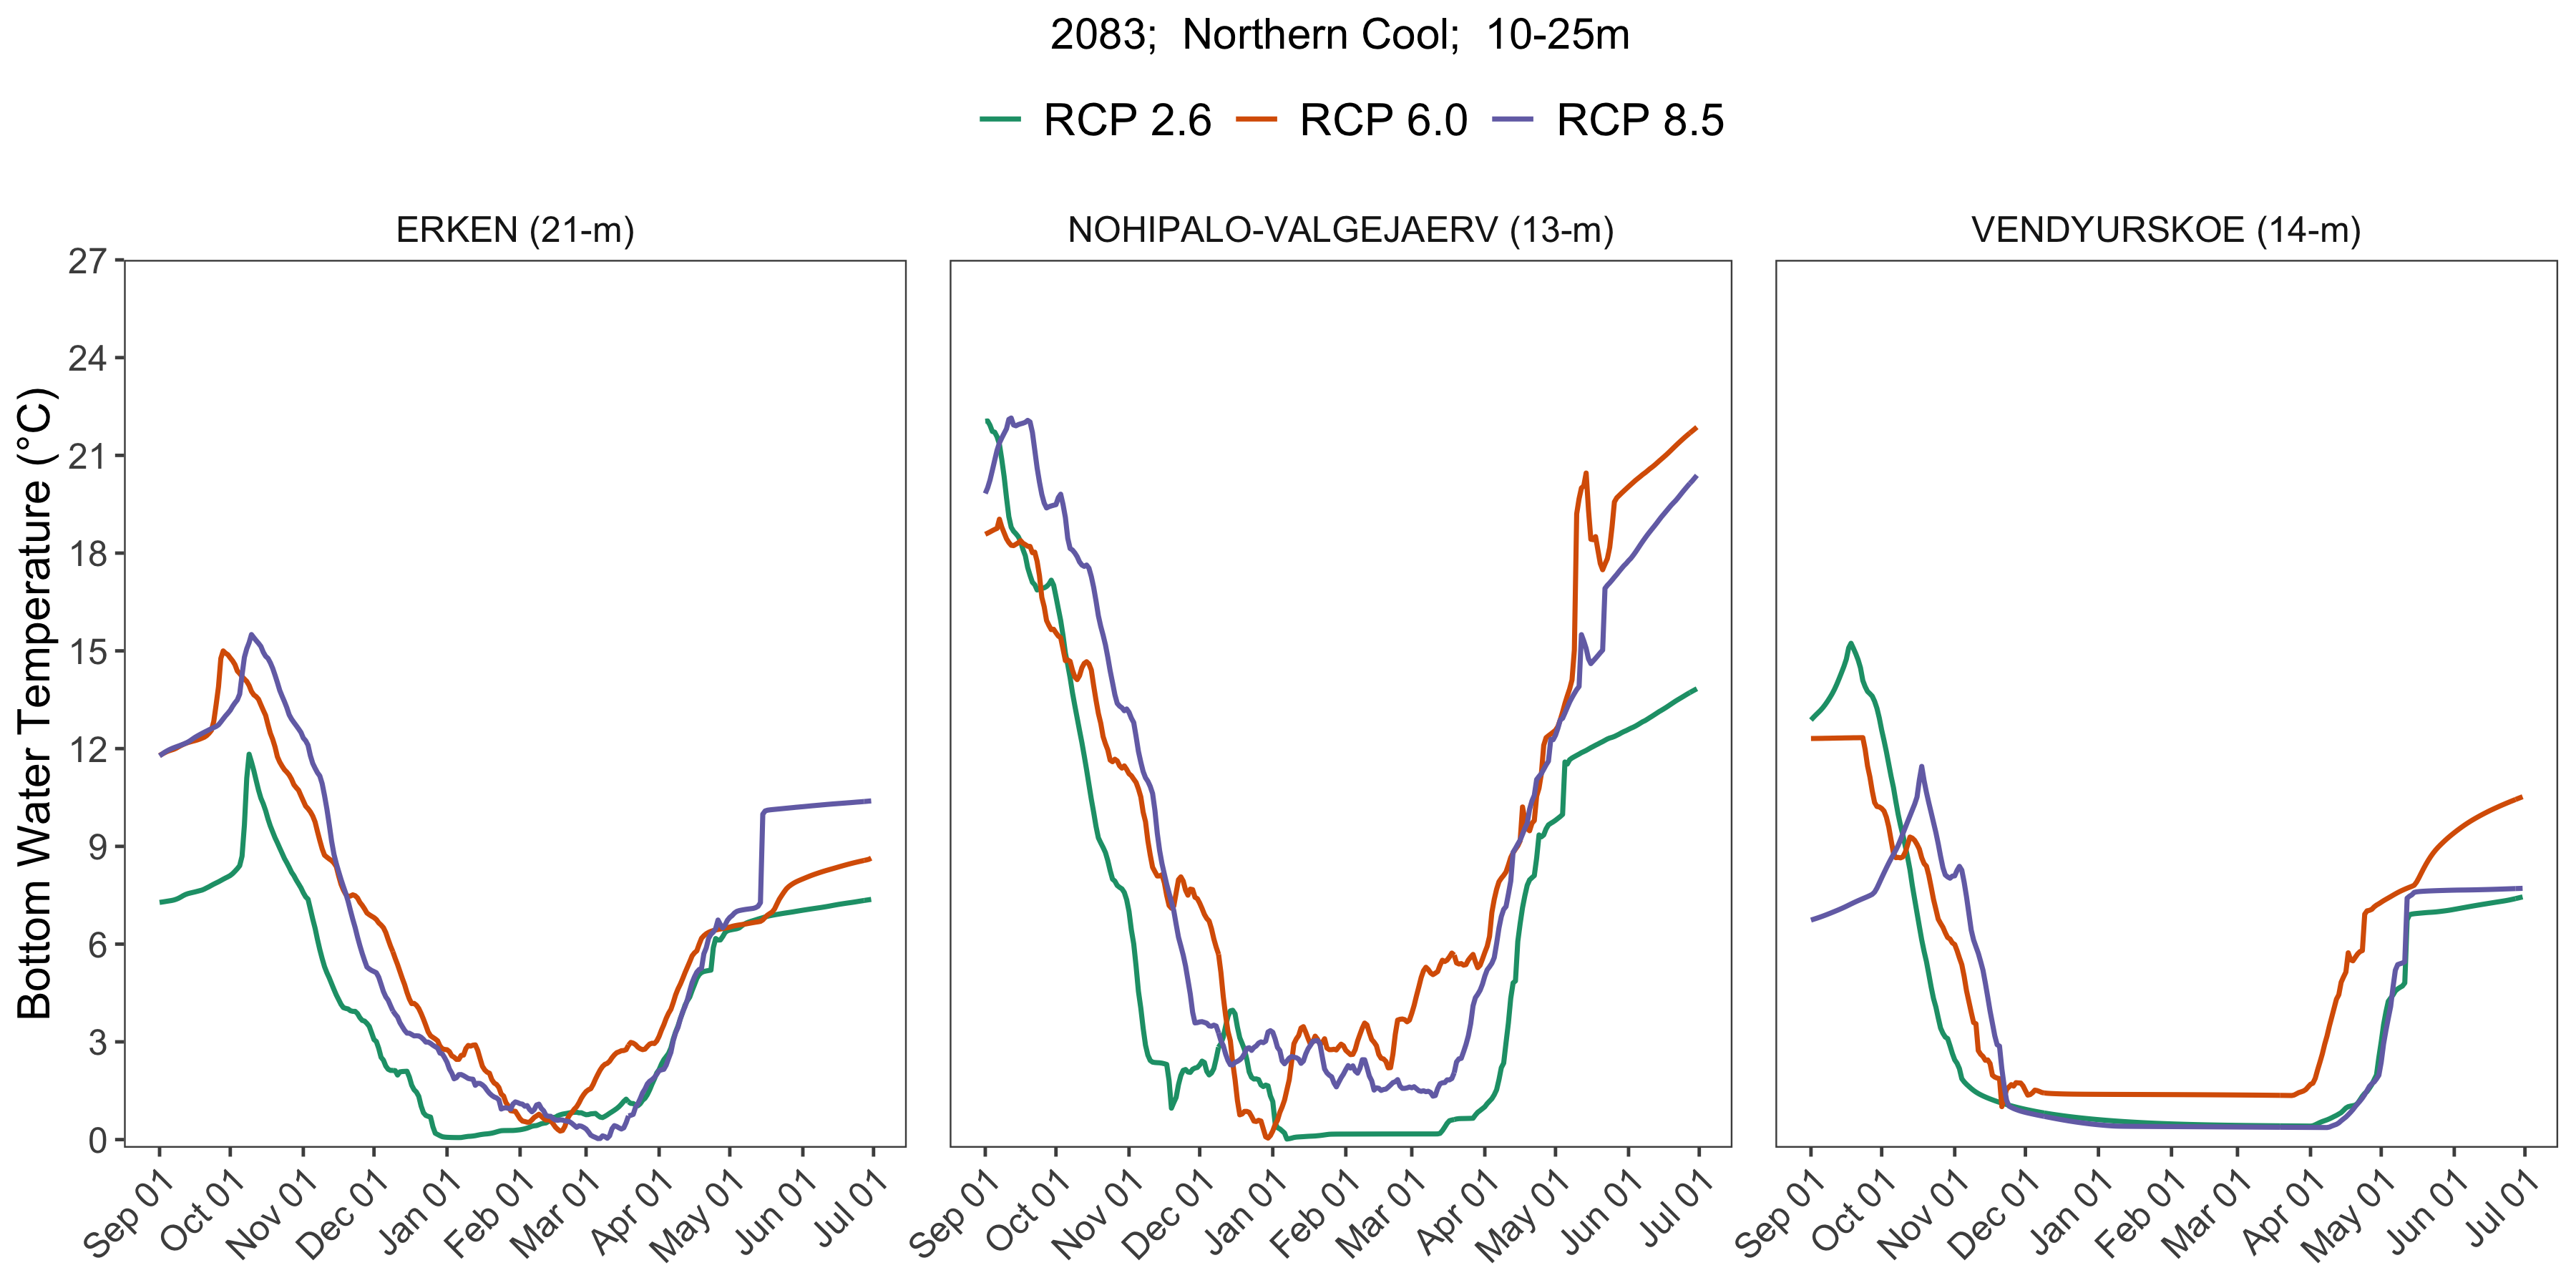 2083;  Northern Cool;  10-25m
RCP 2.6 RCP 6.0 RCP 8.5
ERKEN (21-m) NOHIPALO-VALGEJAERV (13-m) VENDYURSKOE (14-m)
Bottom Water Temperature (°C)
27
24
21
18
15
12
9
6
3
0
Sep 01 Oct 01 Nov 01 Dec 01 Jan 01 Feb 01 Mar 01 Apr 01 May 01 Jun 01 Jul 01 Sep 01 Oct 01 Nov 01 Dec 01 Jan 01 Feb 01 Mar 01 Apr 01 May 01 Jun 01 Jul 01 Sep 01 Oct 01 Nov 01 Dec 01 Jan 01 Feb 01 Mar 01 Apr 01 May 01 Jun 01 Jul 01